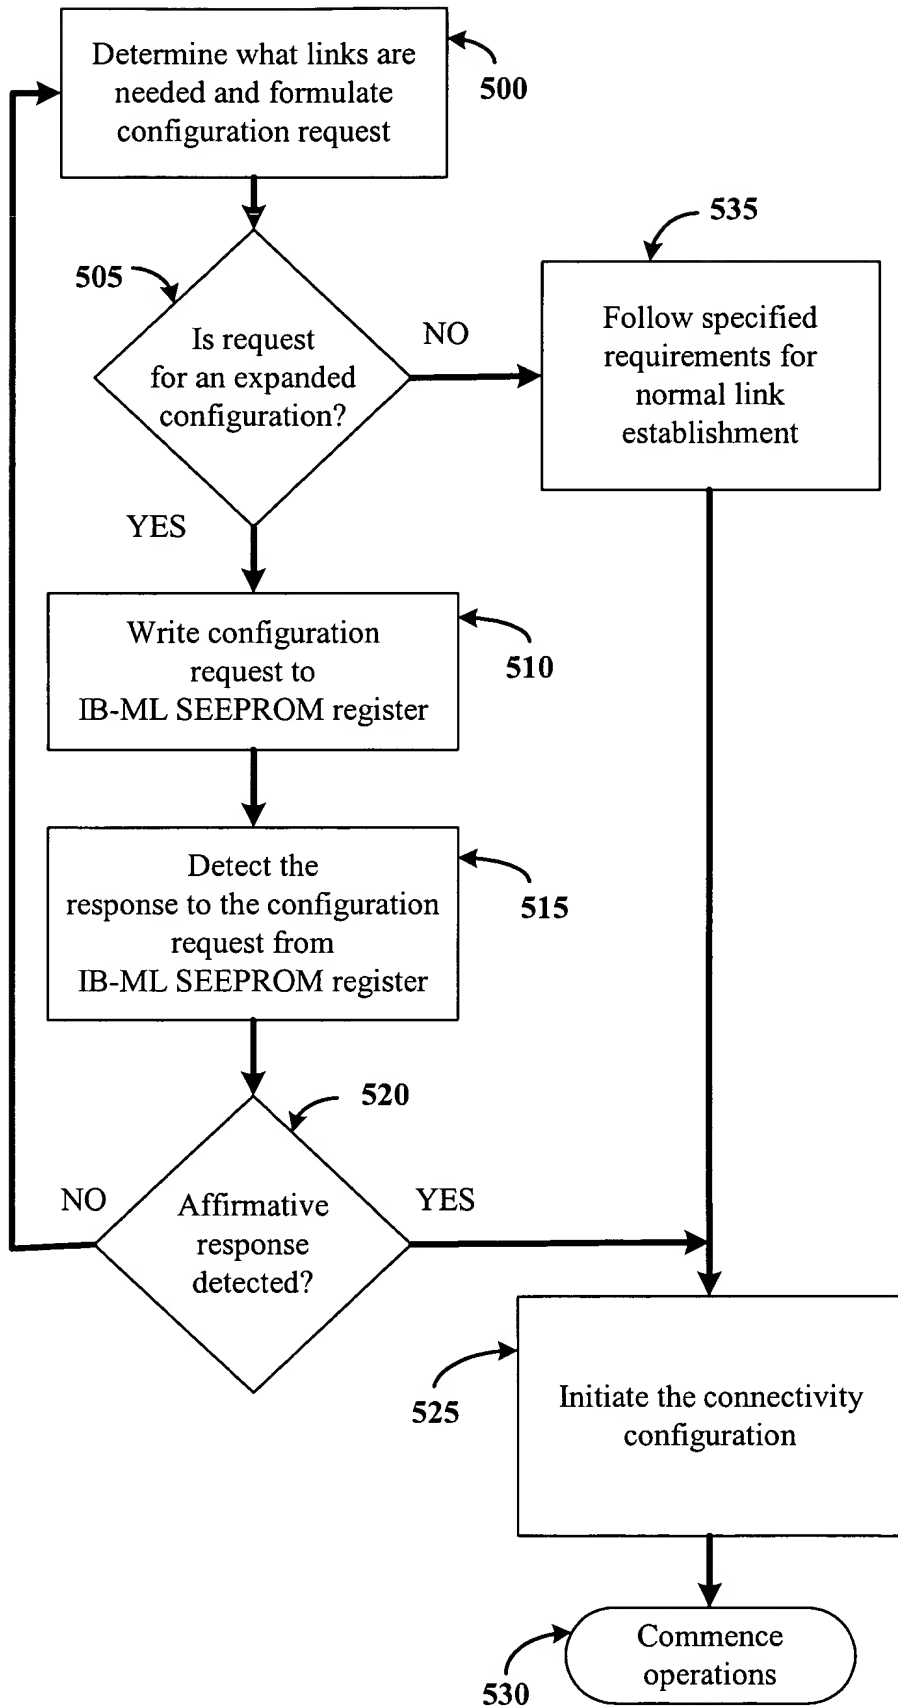 Determine what links are
needed and formulate
configuration request
500
535
505
Is request
for an expanded
configuration?
NO
Follow specified
requirements for
normal link
establishment
YES
Write configuration
request to
IB-ML SEEPROM register
510
Detect the
response to the configuration
request from
IB-ML SEEPROM register
515
520
NO
Affirmative
response
detected?
YES
525
Initiate the connectivity
configuration
Commence
operations
530